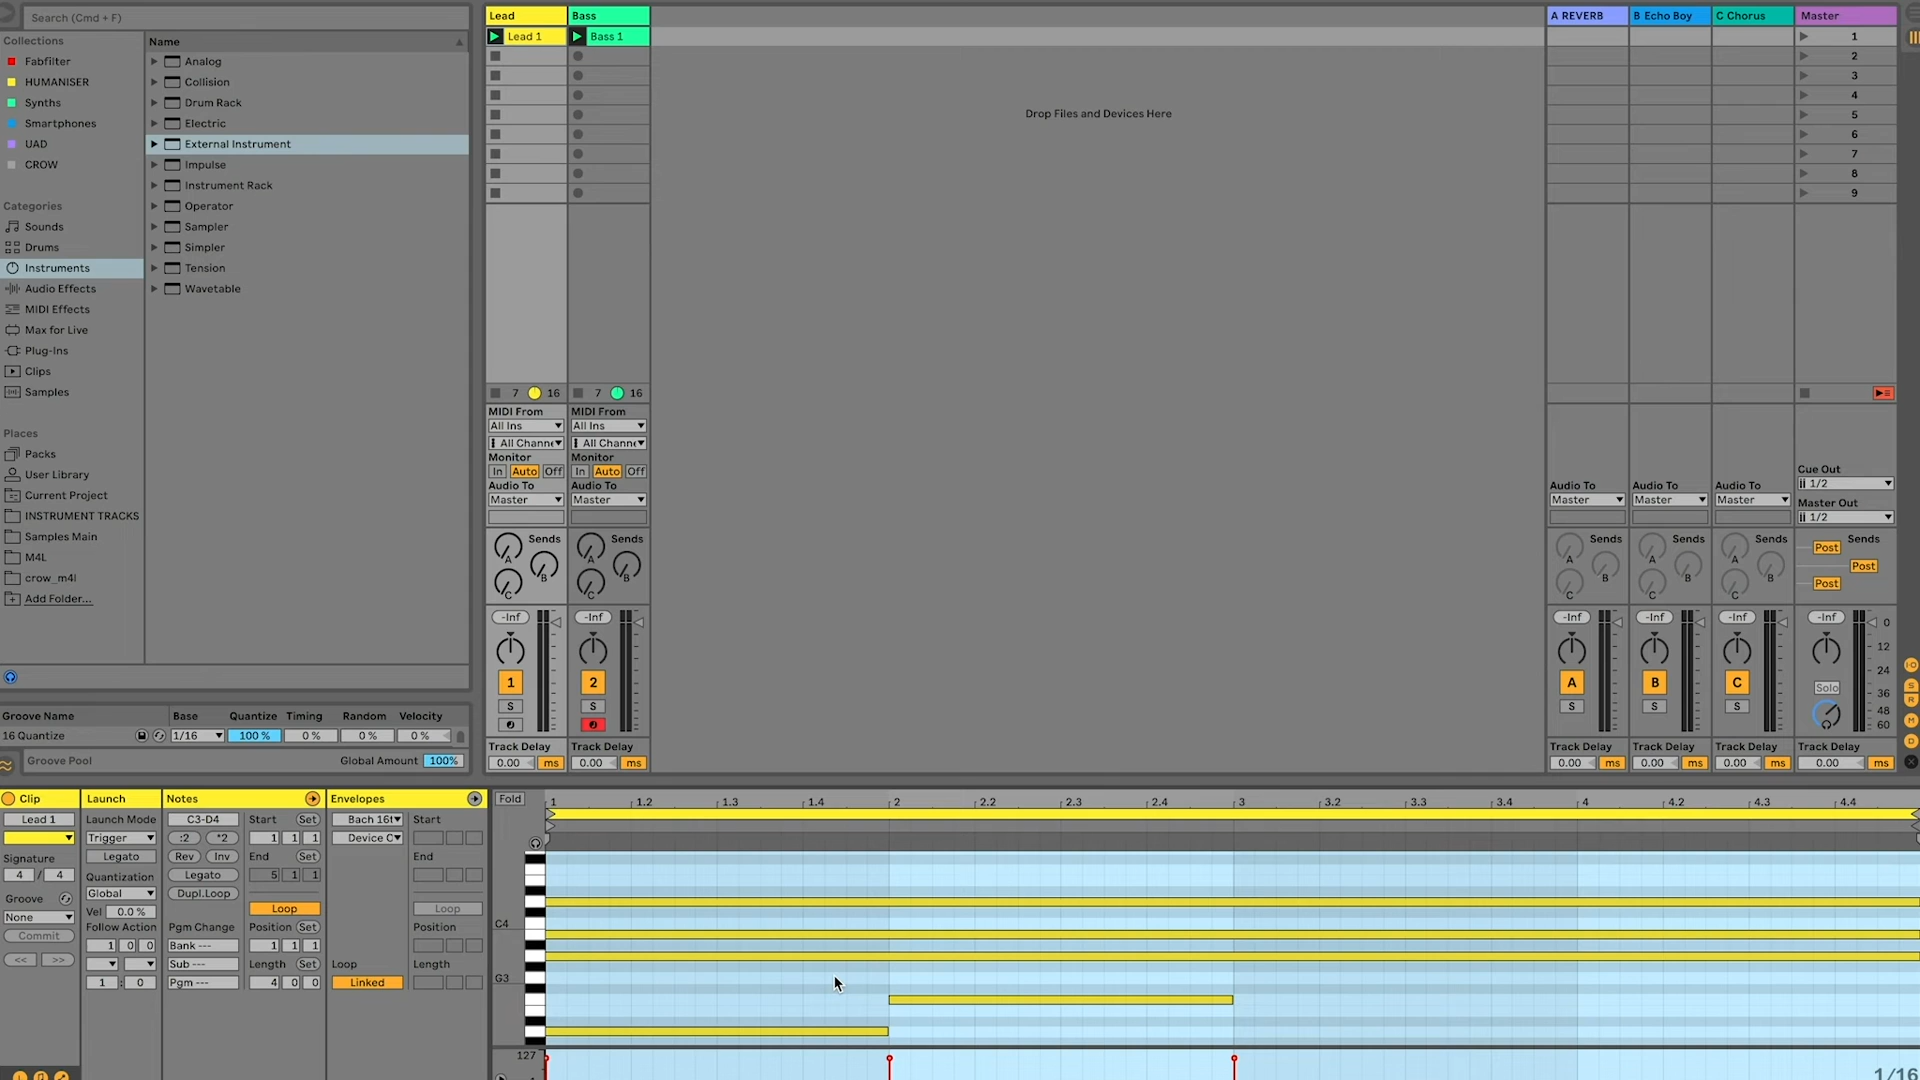 Search (Cmd + F)
Collections
Fabfilter
HUMANISER
Synths
Smartphones
UAD
CROW
Categories
Sounds
Drums
Instruments
Audio Effects
MIDI Effects
Max for Live
Plug-Ins
Clips
Samples
Places
Packs
User Library
Current Project
INSTRUMENT TRACKS
Samples Main
M4L
crow_m4l
Add Folder...
Name
Analog
Collision
Drum Rack
Electric
External Instrument
Impulse
Instrument Rack
Operator
Sampler
Simpler
Tension
Wavetable
Groove Name Base Quantize Timing Random Velocity
16 Quantize 1/16 100 % 0 % 0 % 0 %
Groove Pool Global Amount 100%
Lead Bass A REVERB B Echo Boy C Chorus Master
Lead 1 Bass 1 1
2
3
4
5
6
7
8
9
Drop Files and Devices Here
7 16 7 16
MIDI From MIDI From
All Ins All Ins
All Channe All Channe
Monitor Monitor
In Auto Off In Auto Off
Audio To Audio To Audio To Audio To Audio To
Master Master Master Master Master
Cue Out
1/2
Master Out
1/2
Sends Sends Sends Sends Sends Sends
A B C A B C A B C A B C A B C
Post
Post
Post
-Inf -Inf -Inf -Inf -Inf -Inf
0
12
24
36
48
60
1 2 A B C Solo
S S S S S
Track Delay Track Delay Track Delay Track Delay Track Delay Track Delay
0.00 ms 0.00 ms 0.00 ms 0.00 ms 0.00 ms 0.00 ms
Clip
Lead 1
Signature
4 / 4
Groove
None
Commit
<< >>
Launch
Launch Mode
Trigger
Legato
Quantization
Global
Vel 0.0 %
Follow Action
1 0 0
1 : 0
Notes
C3-D4
:2 *2
Rev Inv
Legato
Dupl.Loop
Pgm Change
Bank ---
Sub ---
Pgm ---
Start Set
1 1 1
End Set
5 1 1
Loop
Position Set
1 1 1
Length Set
4 0 0
Envelopes
Bach 16t
Device C
Loop
Linked
Start
End
Loop
Position
Length
Fold 1 1.2 1.3 1.4 2 2.2 2.3 2.4 3 3.2 3.3 3.4 4 4.2 4.3 4.4
C4
G3
127
1/16